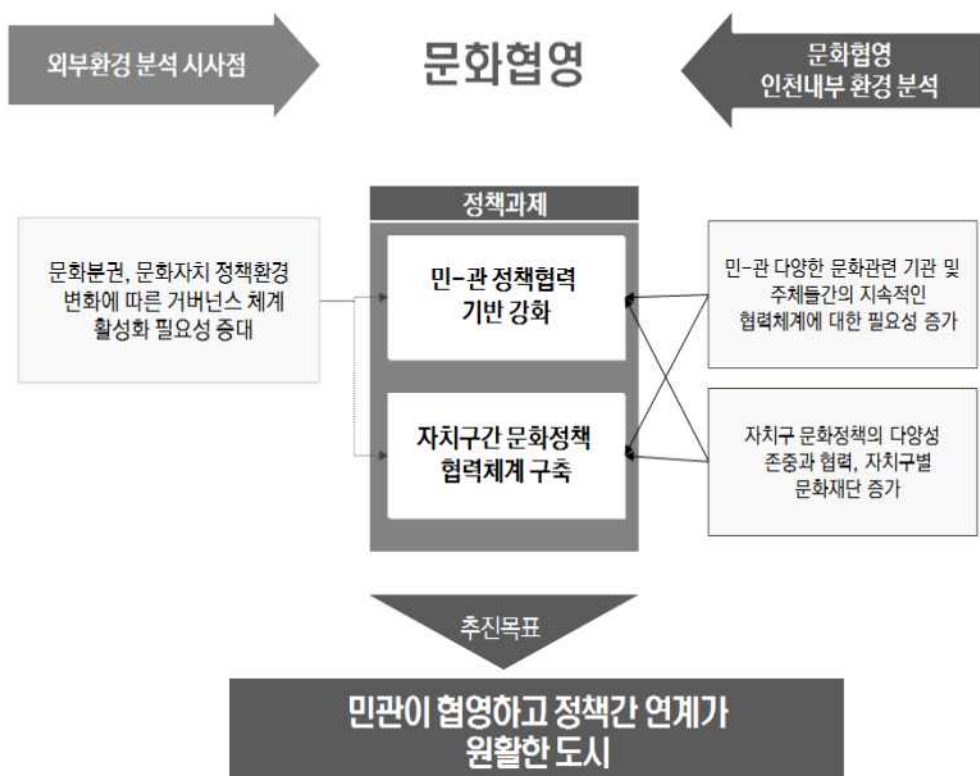 외부환경 분석 시사점
문화협영
문화협영
인천내부 환경 분석
정책과제
문화분권, 문화자치 정책환경
변화에 따른 거버넌스 체계
활성화 필요성 증대
민-관 정책협력
기반 강화
자치구간 문화정책
협력체계 구축
민-관 다양한 문화관련 기관 및
주체들간의 지속적인
협력체계에 대한 필요성 증가
자치구 문화정책의 다양성
존중과 협력, 자치구별
문화재단 증가
추진목표
민관이 협영하고 정책간 연계가
원활한 도시